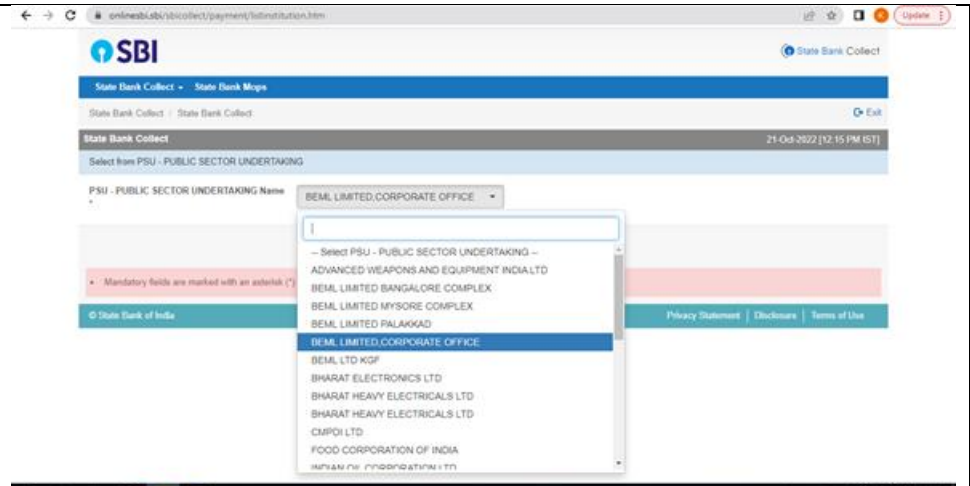 onlinesbi.sbi/sbicollect/payment/listinstitution.htm
Update
SBI
State Bank Collect
State Bank Collect State Bank Mops
State Bank Collect / State Bank Collect
Exit
State Bank Collect
21-Oct-2022 [12:15 PM IST]
Select from PSU - PUBLIC SECTOR UNDERTAKING
PSU - PUBLIC SECTOR UNDERTAKING Name
*
BEML LIMITED,CORPORATE OFFICE
-- Select PSU - PUBLIC SECTOR UNDERTAKING --
ADVANCED WEAPONS AND EQUIPMENT INDIA LTD
BEML LIMITED BANGALORE COMPLEX
BEML LIMITED MYSORE COMPLEX
BEML LIMITED PALAKKAD
BEML LIMITED,CORPORATE OFFICE
BEML LTD KGF
BHARAT ELECTRONICS LTD
BHARAT HEAVY ELECTRICALS LTD
BHARAT HEAVY ELECTRICALS LTD
CMPDI LTD
FOOD CORPORATION OF INDIA
INDIAN OIL CORPORATION LTD
Mandatory fields are marked with an asterisk (*)
© State Bank of India
Privacy Statement | Disclosure | Terms of Use